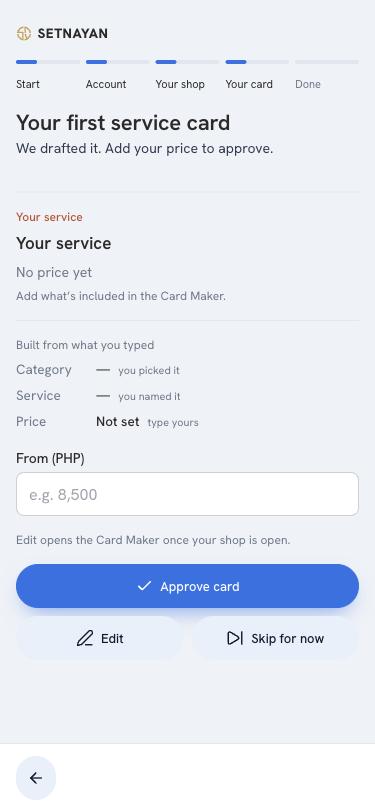 SETNAYAN
Start Account Your shop Your card Done
Your first service card
We drafted it. Add your price to approve.
Your service
Your service
No price yet
Add what's included in the Card Maker.
Built from what you typed
Category — you picked it
Service — you named it
Price Not set type yours
From (PHP)
e.g. 8,500
Edit opens the Card Maker once your shop is open.
Approve card
Edit Skip for now